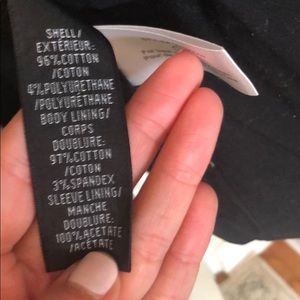 SHELL/
EXTÉRIEUR:
96%COTTON
/COTON
4%POLYURETHANE
/POLYURÉTHANE
BODY LINING/
CORPS
DOUBLURE:
97%COTTON
/COTON
3%SPANDEX
SLEEVE LINING/
MANCHE
DOUBLURE:
100%ACETATE
/ACÉTATE